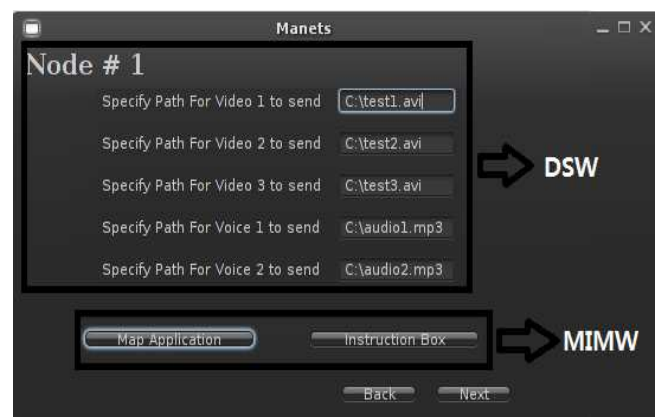 Manets
Node # 1
Specify Path For Video 1 to send C:\test1.avi
Specify Path For Video 2 to send C:\test2.avi
Specify Path For Video 3 to send C:\test3.avi
Specify Path For Voice 1 to send C:\audio1.mp3
Specify Path For Voice 2 to send C:\audio2.mp3
DSW
Map Application Instruction Box
MIMW
Back Next